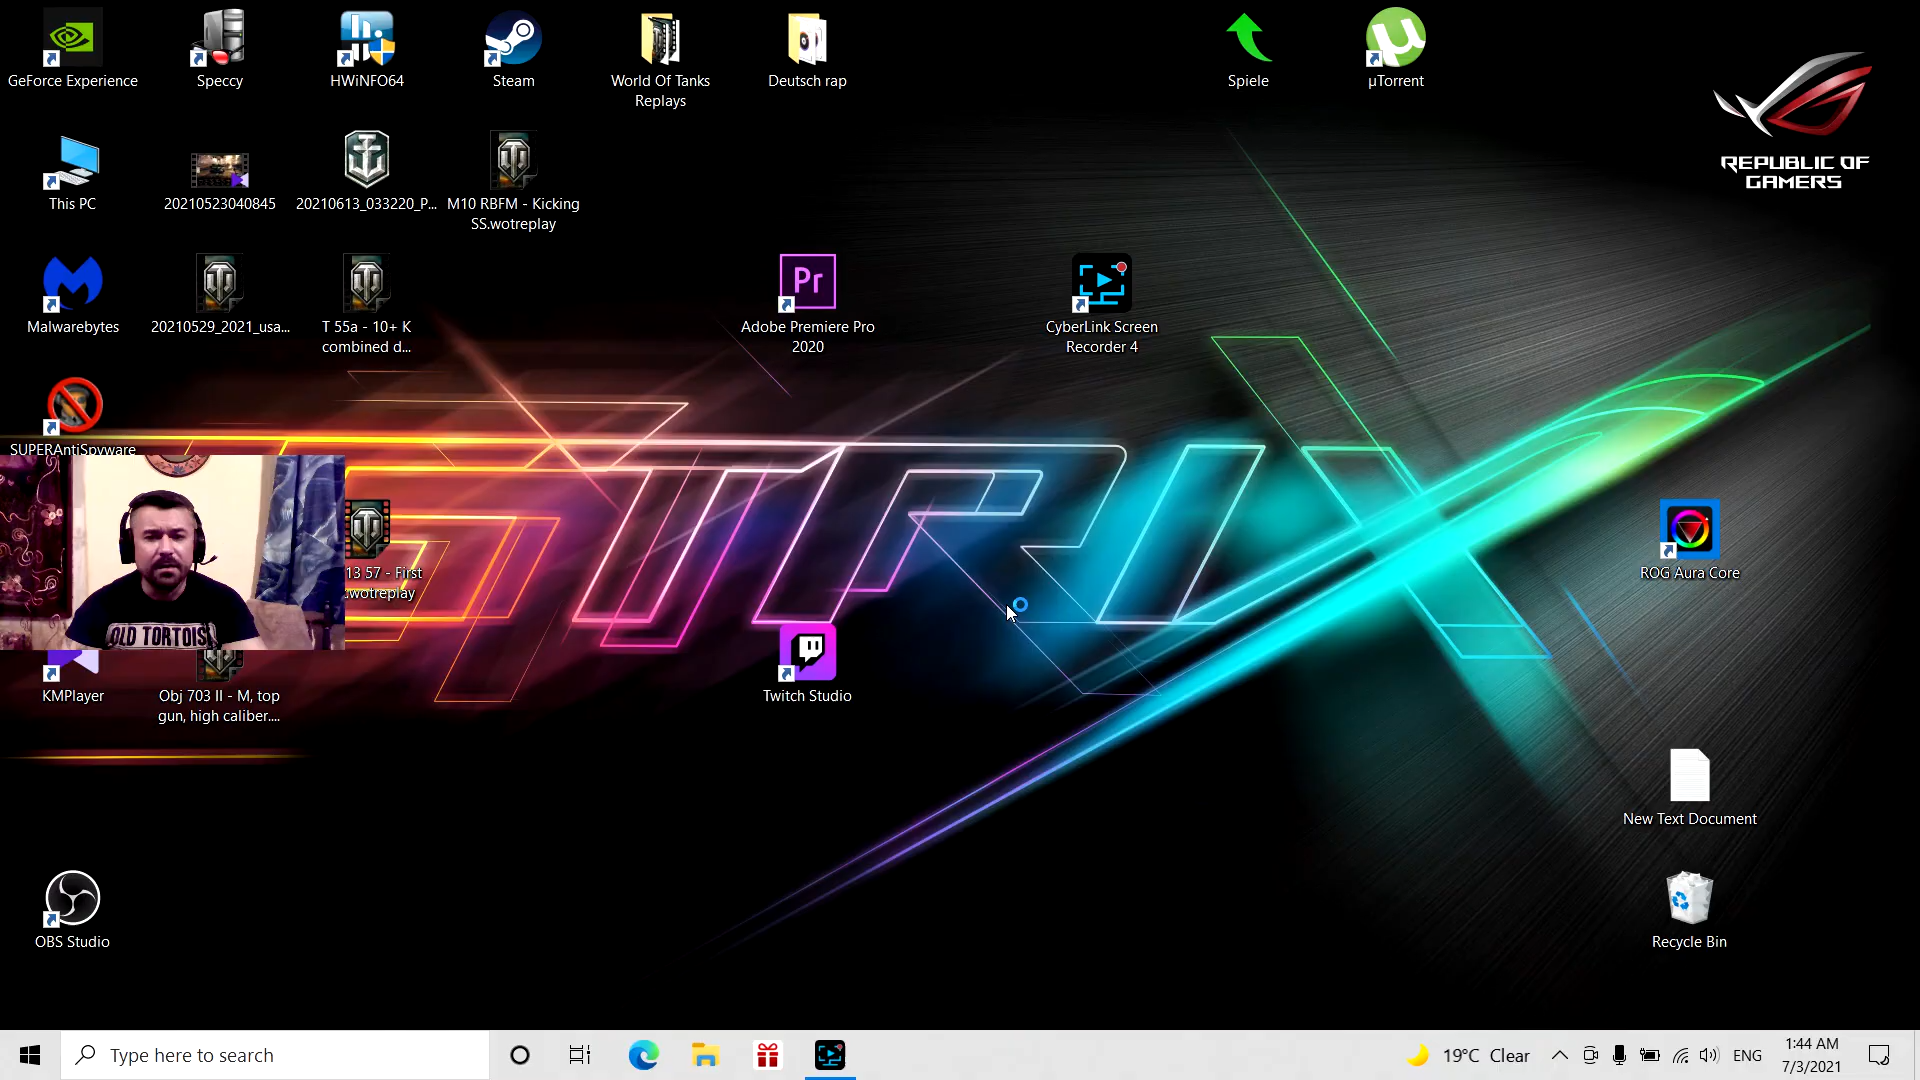 GeForce Experience
Speccy
HWiNFO64
Steam
World Of Tanks
Replays
Deutsch rap
Spiele
µTorrent
REPUBLIC OF
GAMERS
This PC
20210523040845
20210613_033220_P...
M10 RBFM - Kicking
SS.wotreplay
Malwarebytes
20210529_2021_usa...
T 55a - 10+ K
combined d...
Pr
Adobe Premiere Pro
2020
CyberLink Screen
Recorder 4
SUPERAntiSpyware
STRIX
13 57 - First
wotreplay
OLD TORTOIS
ROG Aura Core
KMPlayer
Obj 703 II - M, top
gun, high caliber....
Twitch Studio
New Text Document
OBS Studio
Recycle Bin
Type here to search
19°C Clear
ENG
1:44 AM
7/3/2021